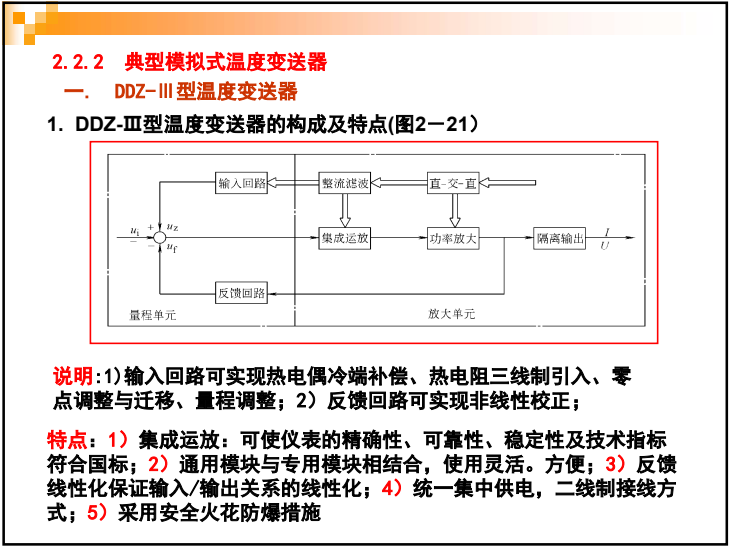 2.2.2 典型模拟式温度变送器
一. DDZ-Ⅲ型温度变送器
1. DDZ-Ⅲ型温度变送器的构成及特点(图2－21）
输入回路 整流滤波 直-交-直
ui − + uz − uf 集成运放 功率放大 隔离输出 I U
反馈回路
量程单元 放大单元
说明:1)输入回路可实现热电偶冷端补偿、热电阻三线制引入、零
点调整与迁移、量程调整；2）反馈回路可实现非线性校正；
特点：1）集成运放：可使仪表的精确性、可靠性、稳定性及技术指标
符合国标；2）通用模块与专用模块相结合，使用灵活。方便；3）反馈
线性化保证输入/输出关系的线性化；4）统一集中供电，二线制接线方
式；5）采用安全火花防爆措施